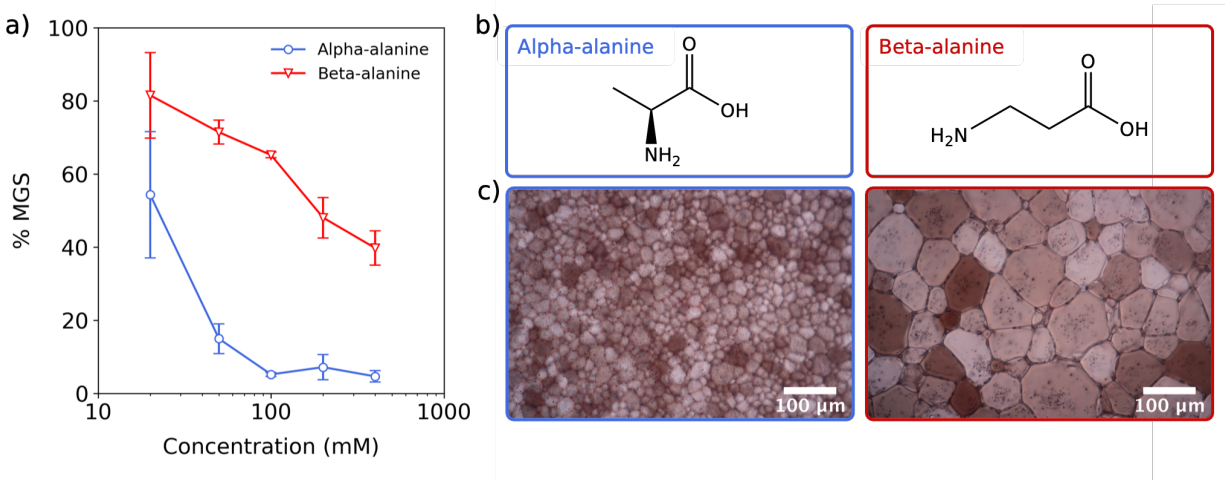 a)
100
80
60
40
20
0
% MGS
Alpha-alanine
Beta-alanine
10
100
1000
Concentration (mM)
b)
Alpha-alanine
O
OH
NH₂
Beta-alanine
O
H₂N
OH
c)
100 µm
100 µm